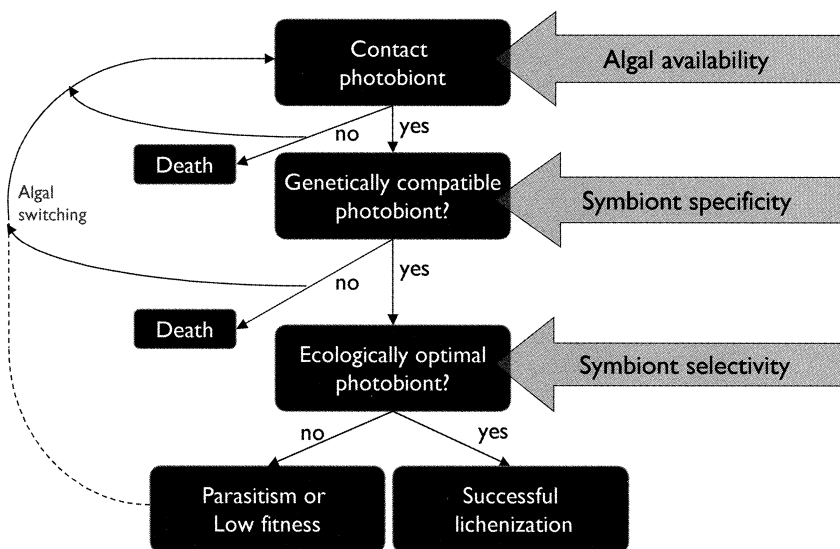 Contact
photobiont
Algal availability
no
yes
Death
Genetically compatible
photobiont?
Symbiont specificity
Algal
switching
no
yes
Death
Ecologically optimal
photobiont?
Symbiont selectivity
no
yes
Parasitism or
Low fitness
Successful
lichenization